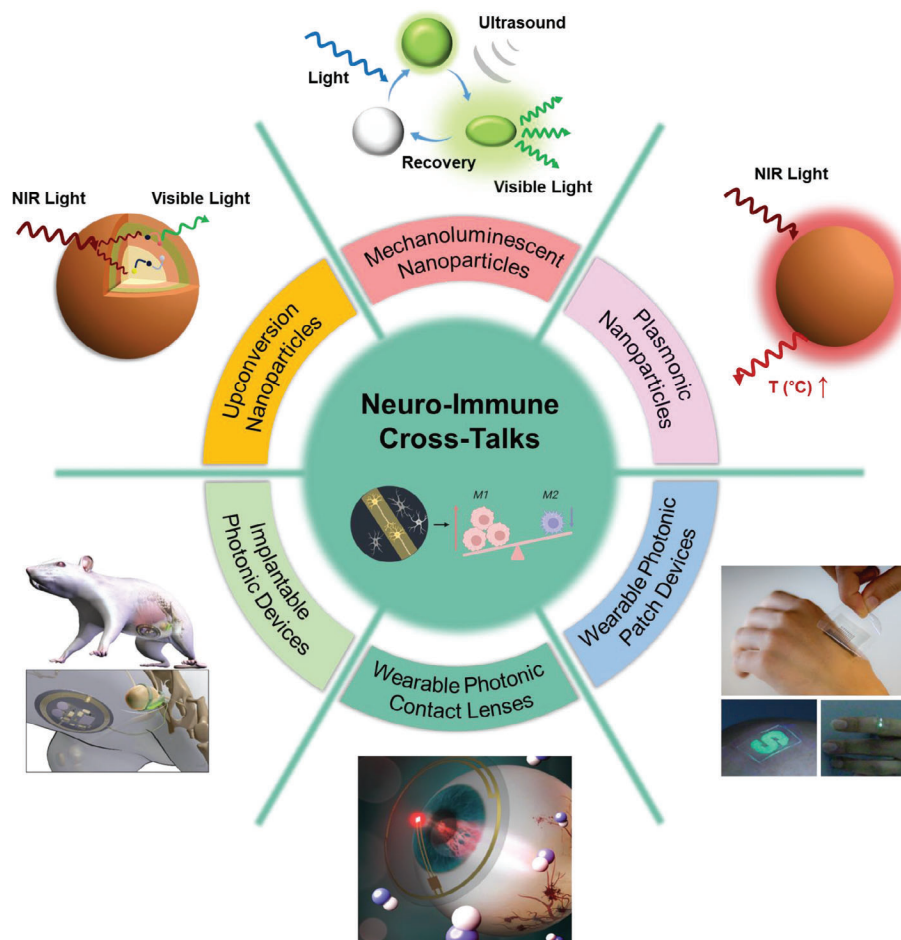 Ultrasound
Light
Recovery
Visible Light
NIR Light
Visible Light
NIR Light
T (°C) ↑
Mechanoluminescent
Nanoparticles
Upconversion
Nanoparticles
Plasmonic
Nanoparticles
Neuro-Immune
Cross-Talks
M1
M2
Implantable
Photonic Devices
Wearable Photonic
Patch Devices
Wearable Photonic
Contact Lenses
S